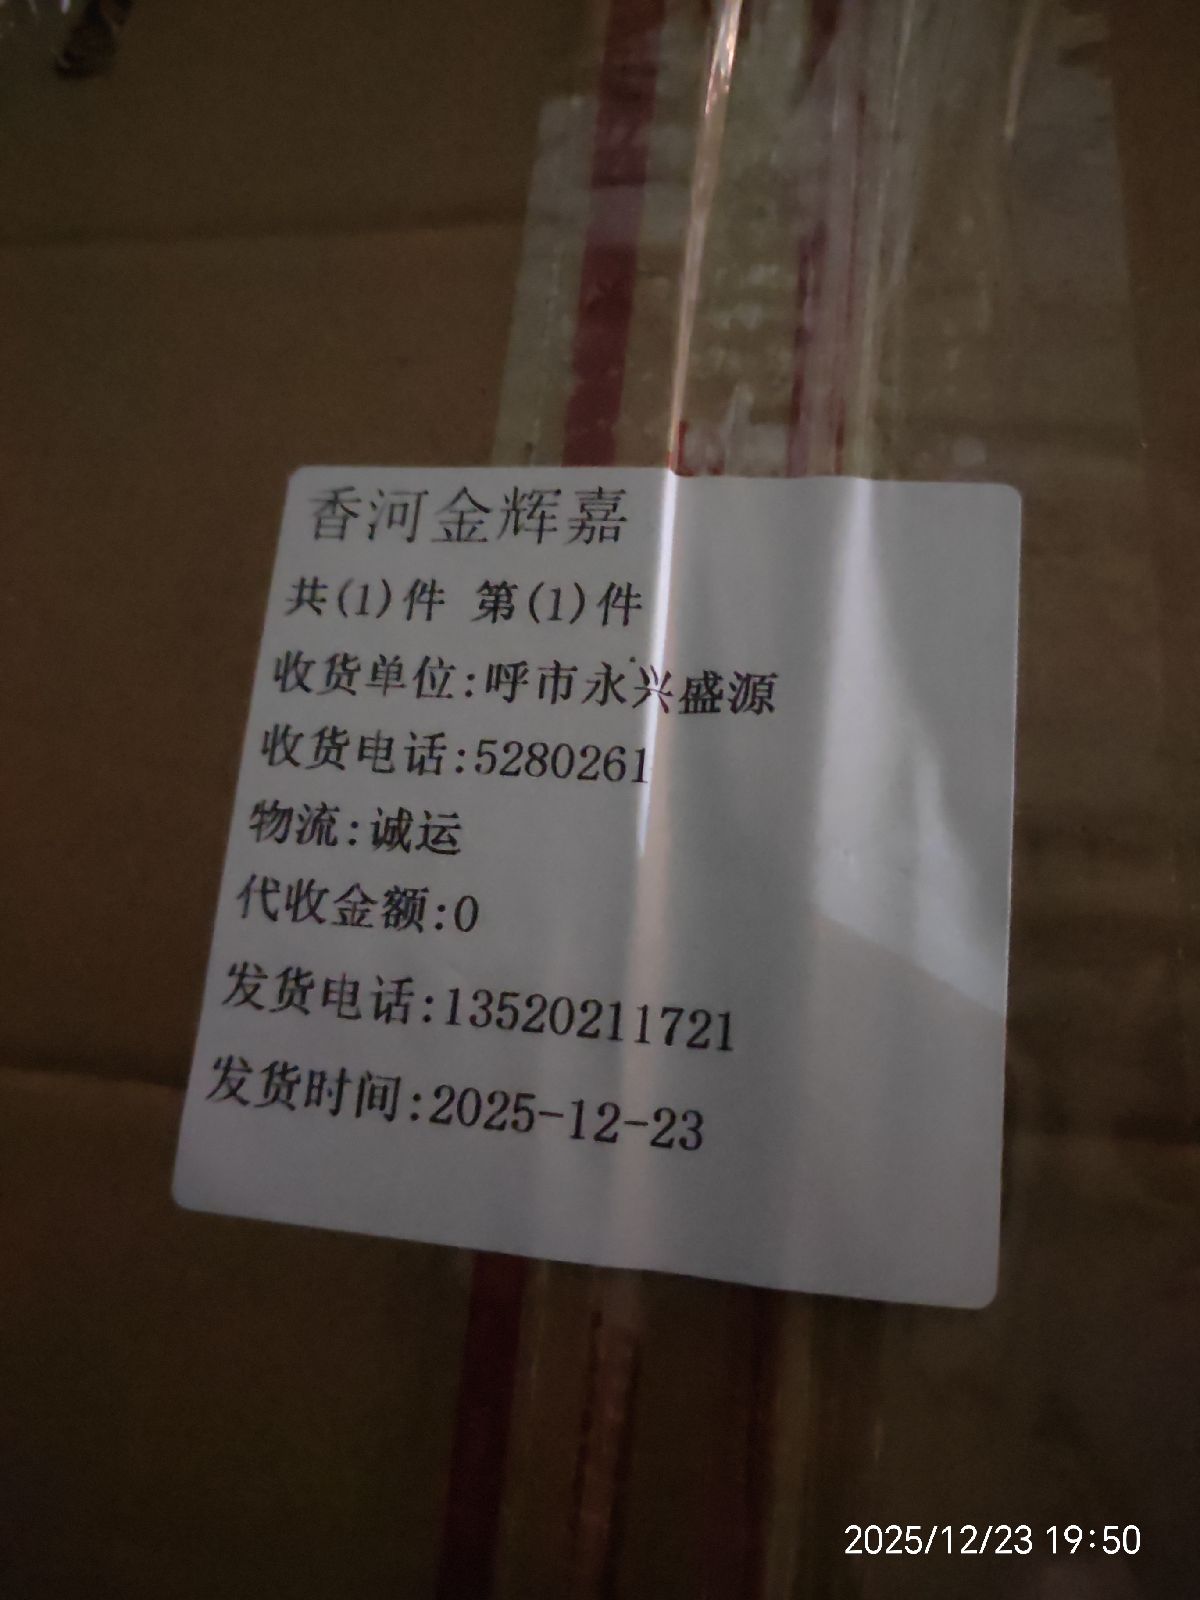 香河金辉嘉
共(1)件 第(1)件
收货单位:呼市永兴盛源
收货电话:5280261
物流:诚运
代收金额:0
发货电话:13520211721
发货时间:2025-12-23
2025/12/23 19:50